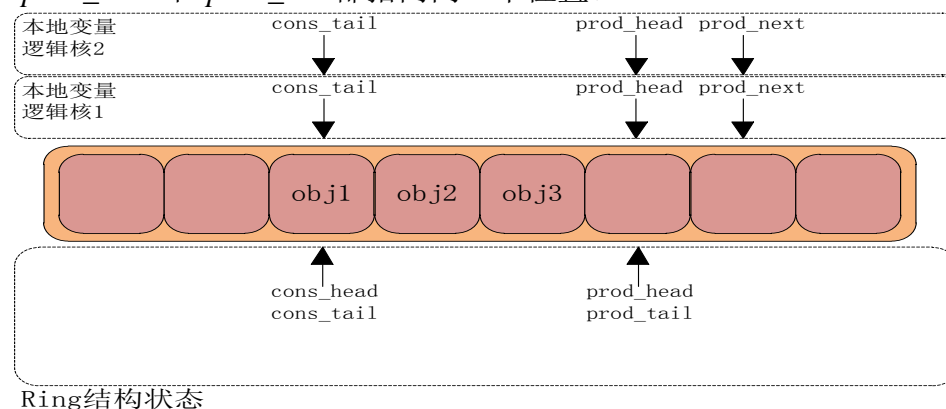 本地变量 cons_tail prod_head prod_next
逻辑核2
本地变量 cons_tail prod_head prod_next
逻辑核1
obj1 obj2 obj3
cons_head prod_head
cons_tail prod_tail
Ring结构状态